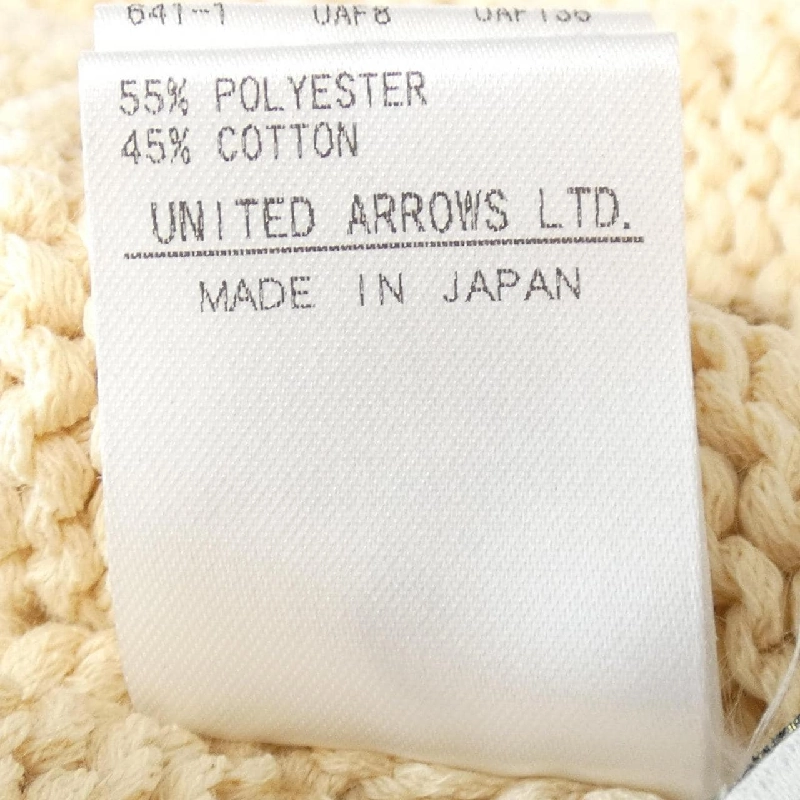 55% POLYESTER
45% COTTON
UNITED ARROWS LTD.
MADE IN JAPAN